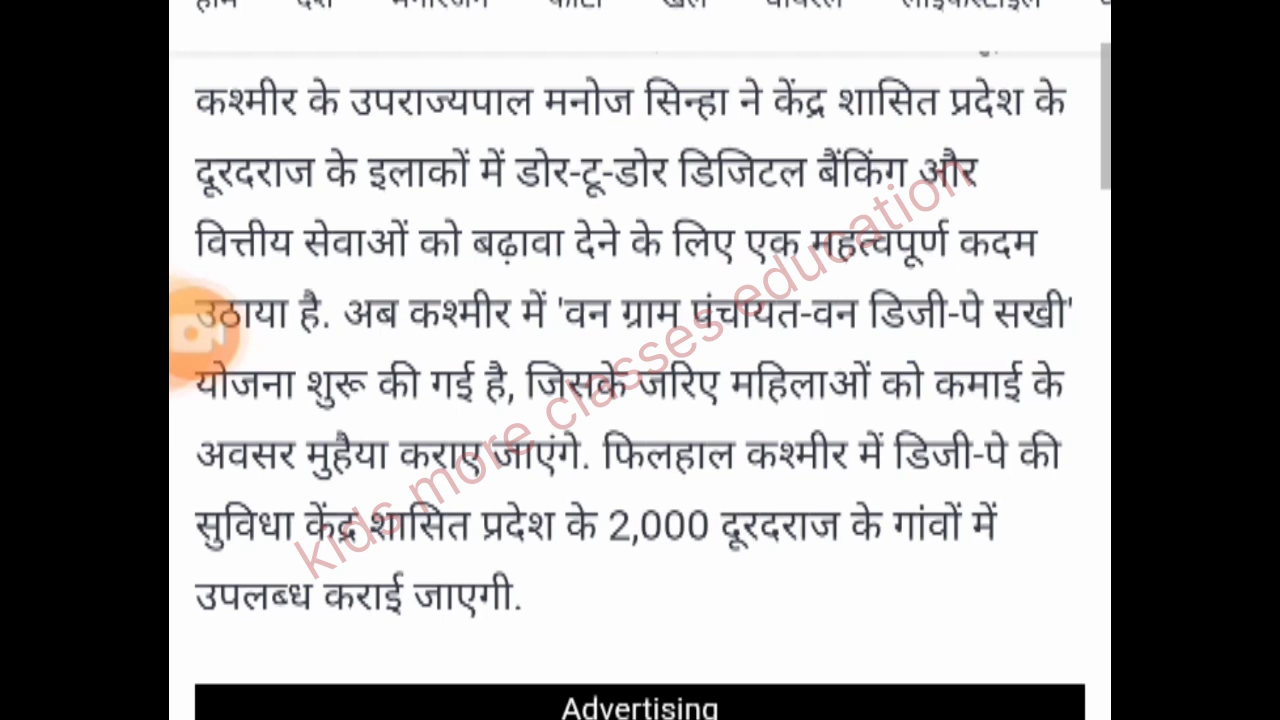 कश्मीर के उपराज्यपाल मनोज सिन्हा ने केंद्र शासित प्रदेश के
दूरदराज के इलाकों में डोर-टू-डोर डिजिटल बैंकिंग और
वित्तीय सेवाओं को बढ़ावा देने के लिए एक महत्वपूर्ण कदम
उठाया है. अब कश्मीर में 'वन ग्राम पंचायत-वन डिजी-पे सखी'
योजना शुरू की गई है, जिसके जरिए महिलाओं को कमाई के
अवसर मुहैया कराए जाएंगे. फिलहाल कश्मीर में डिजी-पे की
सुविधा केंद्र शासित प्रदेश के 2,000 दूरदराज के गांवों में
उपलब्ध कराई जाएगी.
kids more classes education
Advertising